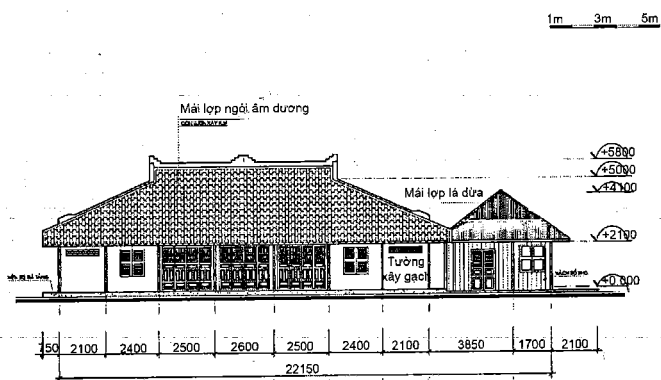 1m 3m 5m
Mái lợp ngói âm dương
Mái lợp lá dừa
+5800
+5000
+4100
+2100
+0.000
Tường
xây gạch
750 2100 2400 2500 2600 2500 2400 2100 3850 1700 2100
22150